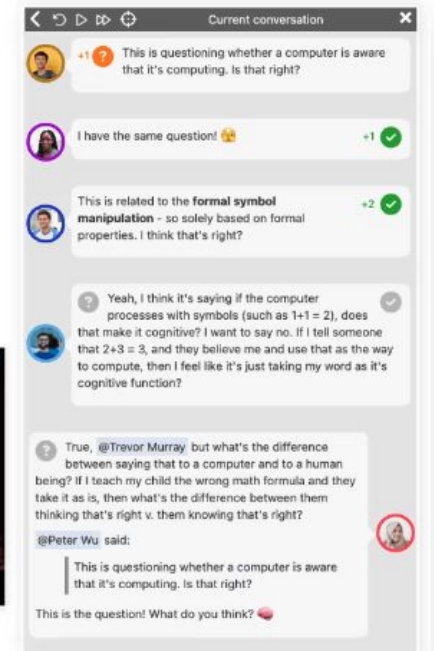 Current conversation
+1 ? This is questioning whether a computer is aware
that it's computing. Is that right?
I have the same question! 🫣 +1
This is related to the formal symbol +2
manipulation - so solely based on formal
properties. I think that's right?
? Yeah, I think it's saying if the computer
processes with symbols (such as 1+1 = 2), does
that make it cognitive? I want to say no. If I tell someone
that 2+3 = 3, and they believe me and use that as the way
to compute, then I feel like it's just taking my word as it's
cognitive function?
? True, @Trevor Murray but what's the difference
between saying that to a computer and to a human
being? If I teach my child the wrong math formula and they
take it as is, then what's the difference between them
thinking that's right v. them knowing that's right?
@Peter Wu said:
This is questioning whether a computer is aware
that it's computing. Is that right?
This is the question! What do you think? 🧠